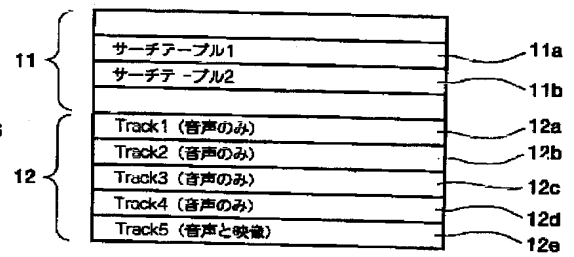 11
サーチテーブル1
11a
サーチテーブル2
11b
12
Track1 (音声のみ)
12a
Track2 (音声のみ)
12b
Track3 (音声のみ)
12c
Track4 (音声のみ)
12d
Track5 (音声と映像)
12e